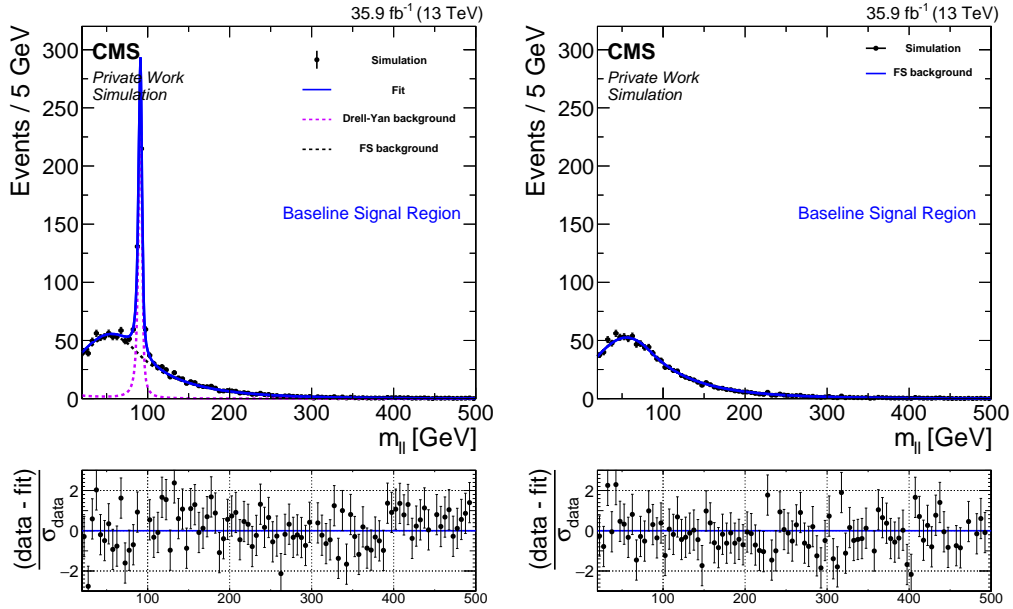 35.9 fb⁻¹ (13 TeV)
Events / 5 GeV
300
250
200
150
100
50
0
CMS
Private Work
Simulation
Simulation
Fit
Drell-Yan background
FS background
Baseline Signal Region
100 200 300 400 500
m_ll [GeV]
(data - fit)
σ_data
2
0
−2
100 200 300 400 500
35.9 fb⁻¹ (13 TeV)
Events / 5 GeV
300
250
200
150
100
50
0
CMS
Private Work
Simulation
Simulation
FS background
Baseline Signal Region
100 200 300 400 500
m_ll [GeV]
(data - fit)
σ_data
2
0
−2
100 200 300 400 500